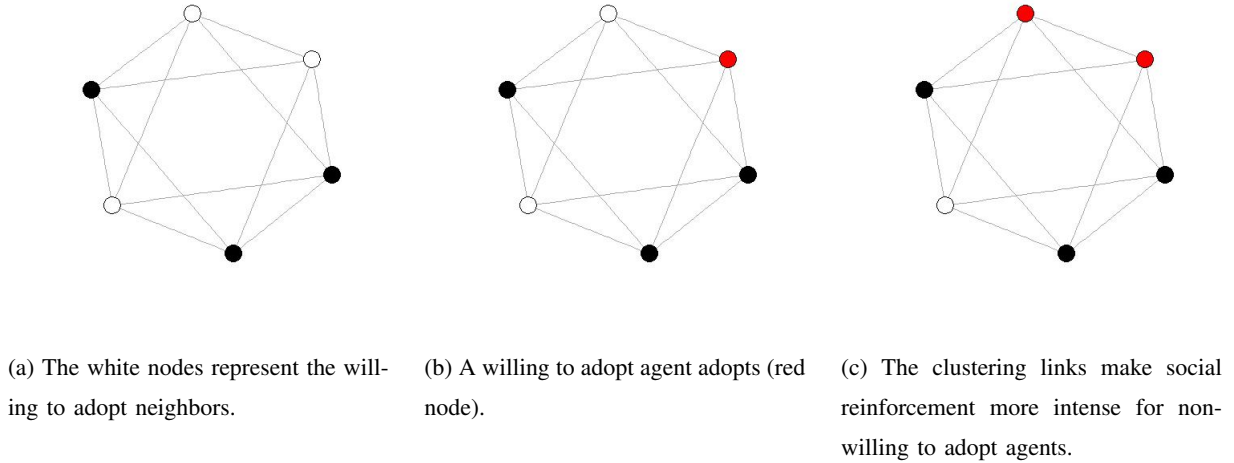 (a) The white nodes represent the will-
ing to adopt neighbors.
(b) A willing to adopt agent adopts (red
node).
(c) The clustering links make social
reinforcement more intense for non-
willing to adopt agents.